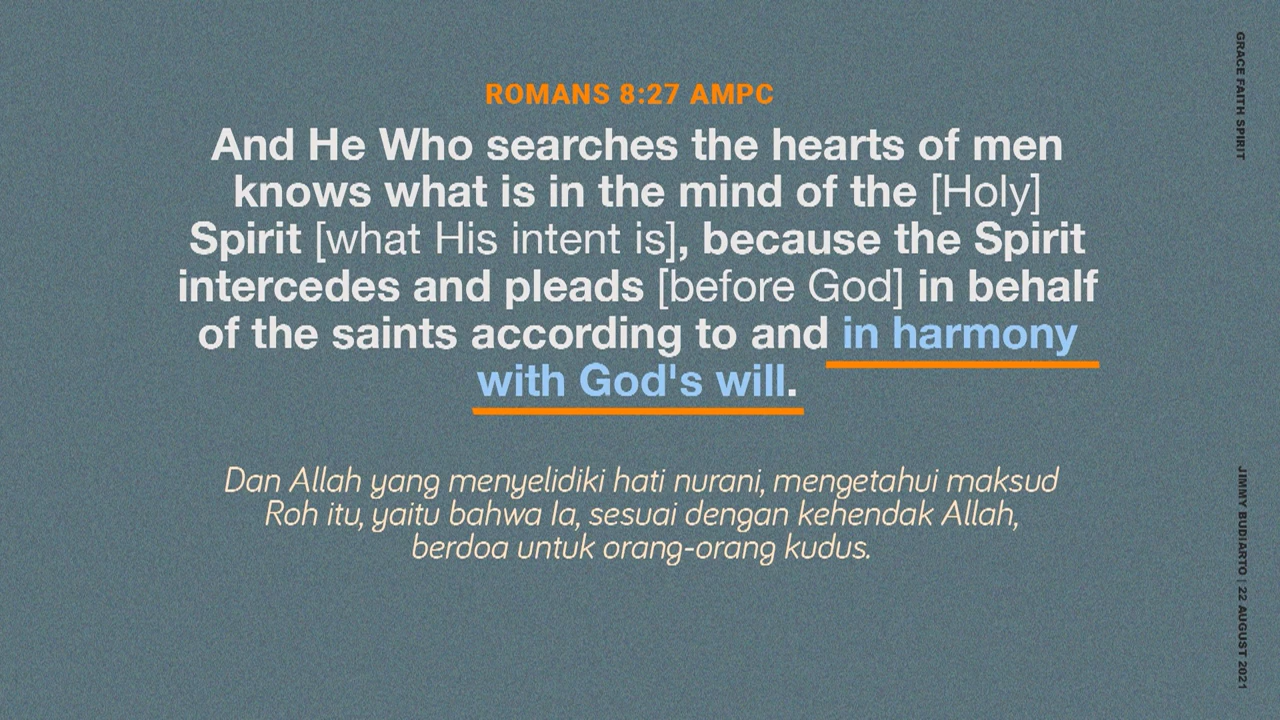 ROMANS 8:27 AMPC
And He Who searches the hearts of men
knows what is in the mind of the [Holy]
Spirit [what His intent is], because the Spirit
intercedes and pleads [before God] in behalf
of the saints according to and in harmony
with God's will.
Dan Allah yang menyelidiki hati nurani, mengetahui maksud
Roh itu, yaitu bahwa Ia, sesuai dengan kehendak Allah,
berdoa untuk orang-orang kudus.
GRACE FAITH SPIRIT
JIMMY BUDIARTO | 22 AUGUST 2021